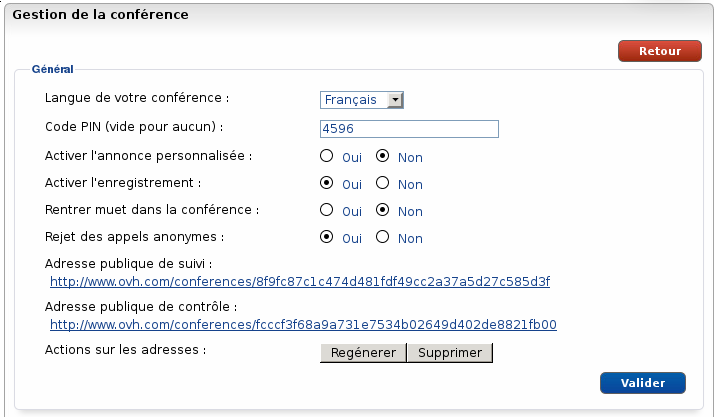 Gestion de la conférence
Retour
Général
Langue de votre conférence : Français
Code PIN (vide pour aucun) : 4596
Activer l'annonce personnalisée : Oui Non
Activer l'enregistrement : Oui Non
Rentrer muet dans la conférence : Oui Non
Rejet des appels anonymes : Oui Non
Adresse publique de suivi :
http://www.ovh.com/conferences/8f9fc87c1c474d481fdf49cc2a37a5d27c585d3f
Adresse publique de contrôle :
http://www.ovh.com/conferences/fcccf3f68a9a731e7534b02649d402de8821fb00
Actions sur les adresses : Regénerer Supprimer
Valider